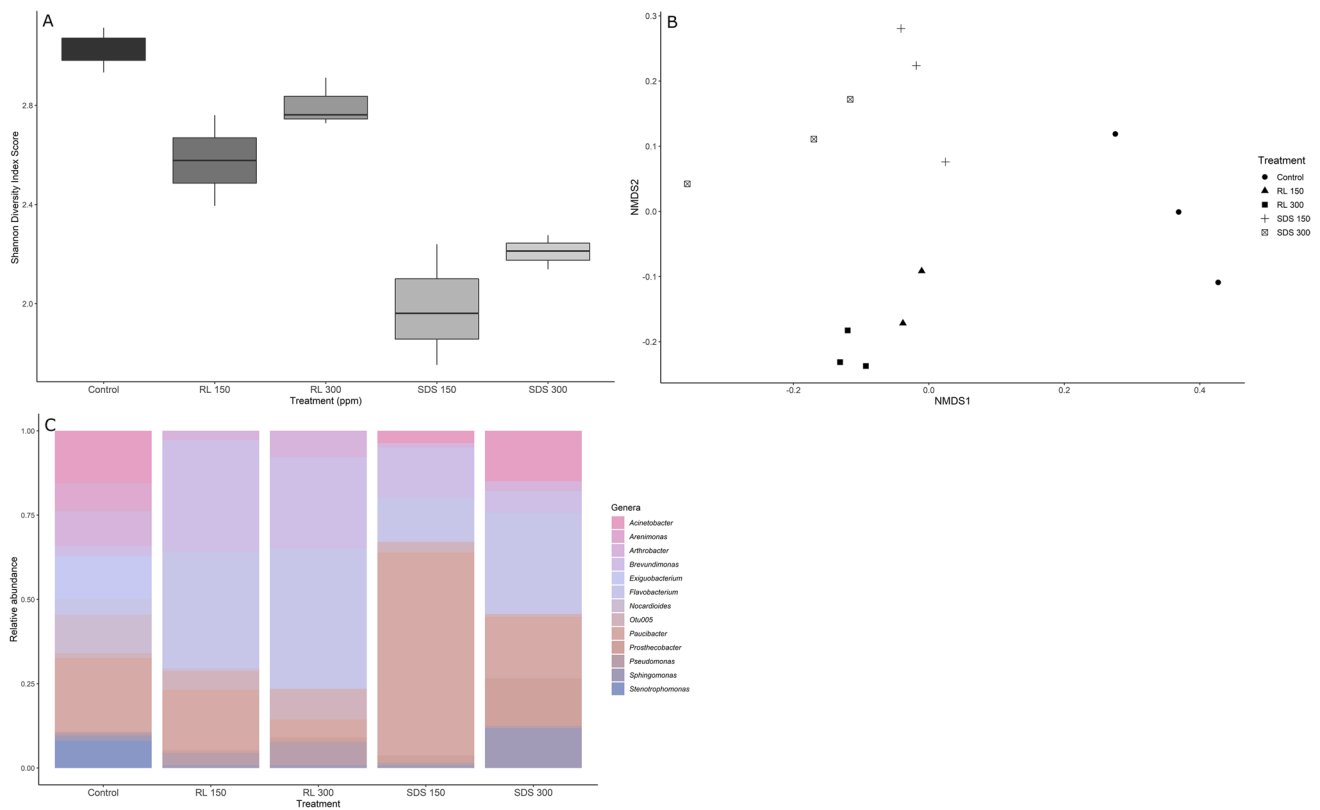 A
Shannon Diversity Index Score
2.8
2.4
2.0
Control
RL 150
RL 300
SDS 150
SDS 300
Treatment (ppm)
B
NMDS2
0.3
0.2
0.1
0.0
-0.1
-0.2
-0.2
0.0
0.2
0.4
NMDS1
Treatment
Control
RL 150
RL 300
SDS 150
SDS 300
C
Relative abundance
1.00
0.75
0.50
0.25
0.00
Control
RL 150
RL 300
SDS 150
SDS 300
Treatment
Genera
Acinetobacter
Arenimonas
Arthrobacter
Brevundimonas
Exiguobacterium
Flavobacterium
Nocardioides
Otu005
Paucibacter
Prosthecobacter
Pseudomonas
Sphingomonas
Stenotrophomonas